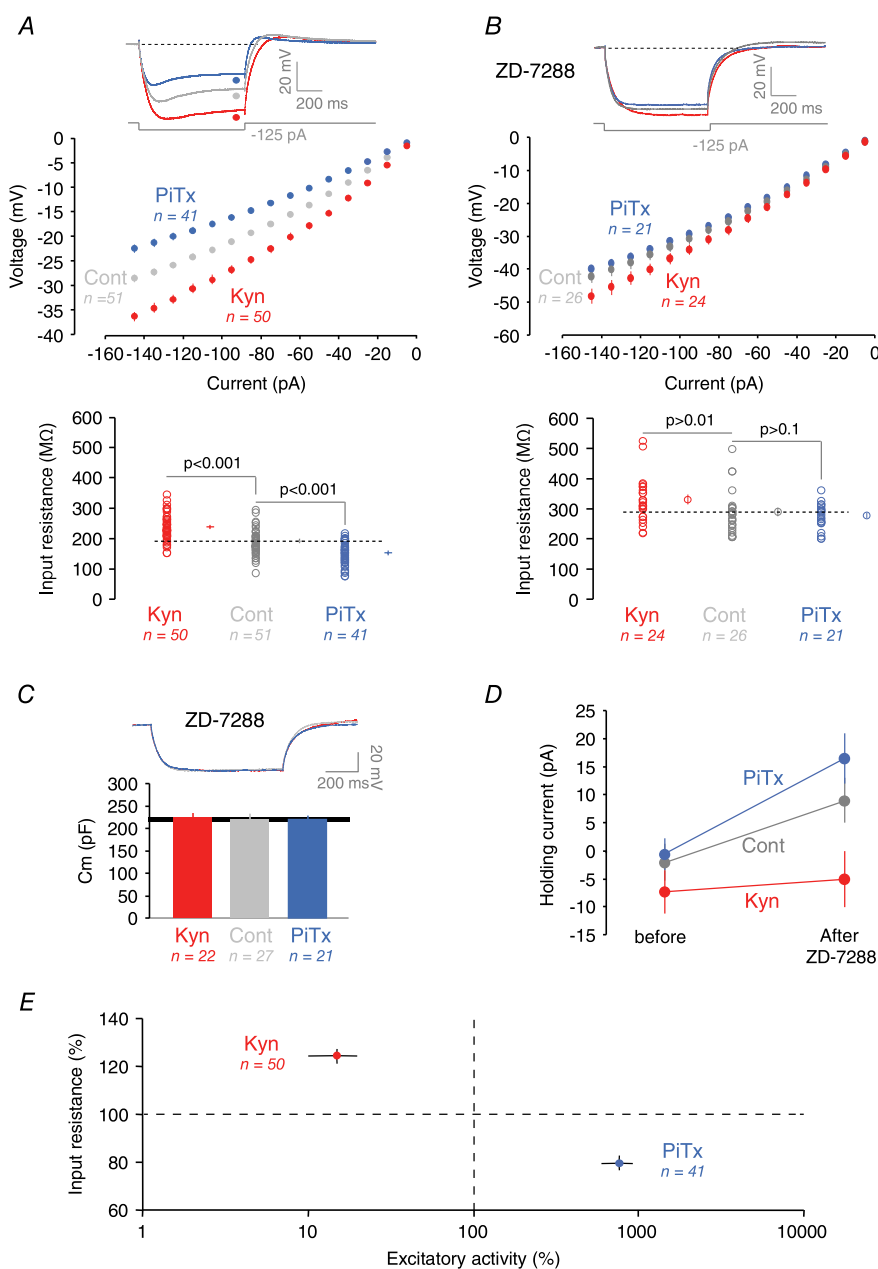 A
20 mV
200 ms
-125 pA
0
-5
-10
-15
-20
-25
-30
-35
-40
Voltage (mV)
PiTx
n = 41
Cont
n =51
Kyn
n = 50
-160 -140 -120 -100 -80 -60 -40 -20 0
Current (pA)
600
500
400
300
200
100
0
Input resistance (MΩ)
p<0.001
p<0.001
Kyn Cont PiTx
n = 50 n =51 n = 41
B
ZD-7288
20 mV
200 ms
-125 pA
0
-10
-20
-30
-40
-50
-60
Voltage (mV)
PiTx
n = 21
Cont
n = 26
Kyn
n = 24
-160 -140 -120 -100 -80 -60 -40 -20 0
Current (pA)
600
500
400
300
200
100
0
Input resistance (MΩ)
p>0.01
p>0.1
Kyn Cont PiTx
n = 24 n = 26 n = 21
C
ZD-7288
20 mV
200 ms
300
250
200
150
100
50
0
Cm (pF)
Kyn Cont PiTx
n = 22 n = 27 n = 21
D
25
20
15
10
5
0
-5
-10
-15
Holding current (pA)
PiTx
Cont
Kyn
before
After
ZD-7288
E
140
120
100
80
60
Input resistance (%)
Kyn
n = 50
PiTx
n = 41
1 10 100 1000 10000
Excitatory activity (%)